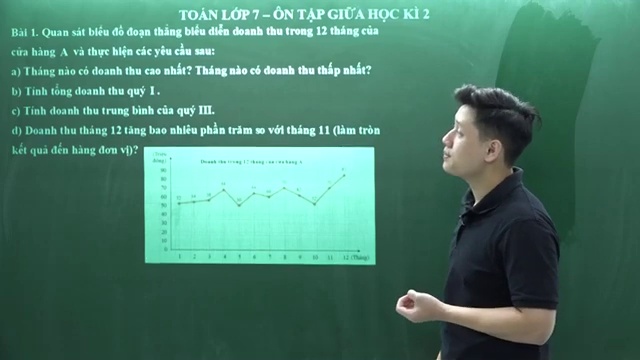 TOÁN LỚP 7 – ÔN TẬP GIỮA HỌC KÌ 2
Bài 1. Quan sát biểu đồ đoạn thẳng biểu diễn doanh thu trong 12 tháng của
cửa hàng A và thực hiện các yêu cầu sau:
a) Tháng nào có doanh thu cao nhất? Tháng nào có doanh thu thấp nhất?
b) Tính tổng doanh thu quý I .
c) Tính doanh thu trung bình của quý III.
d) Doanh thu tháng 12 tăng bao nhiêu phần trăm so với tháng 11 (làm tròn
kết quả đến hàng đơn vị)?
Doanh thu trong 12 tháng của cửa hàng A
90
80
70
60
50
40
30
20
10
0
1 2 3 4 5 6 7 8 9 10 11 12 (Tháng)